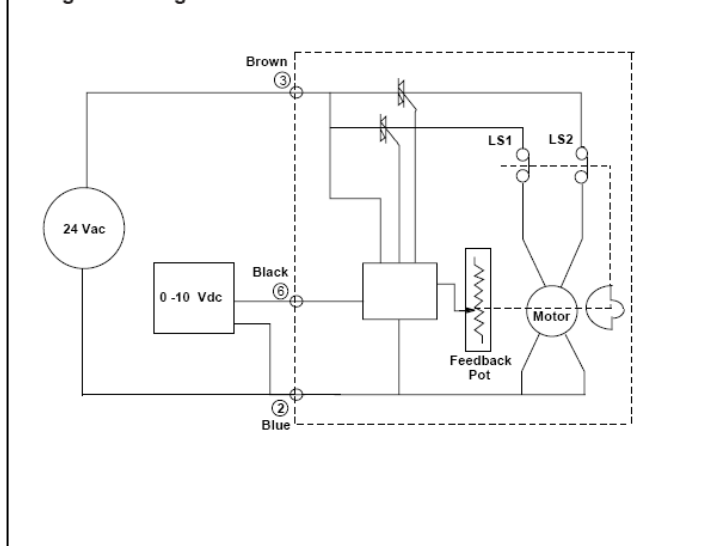 Brown
3
LS1
LS2
24 Vac
Black
6
0 -10 Vdc
Motor
Feedback
Pot
2
Blue